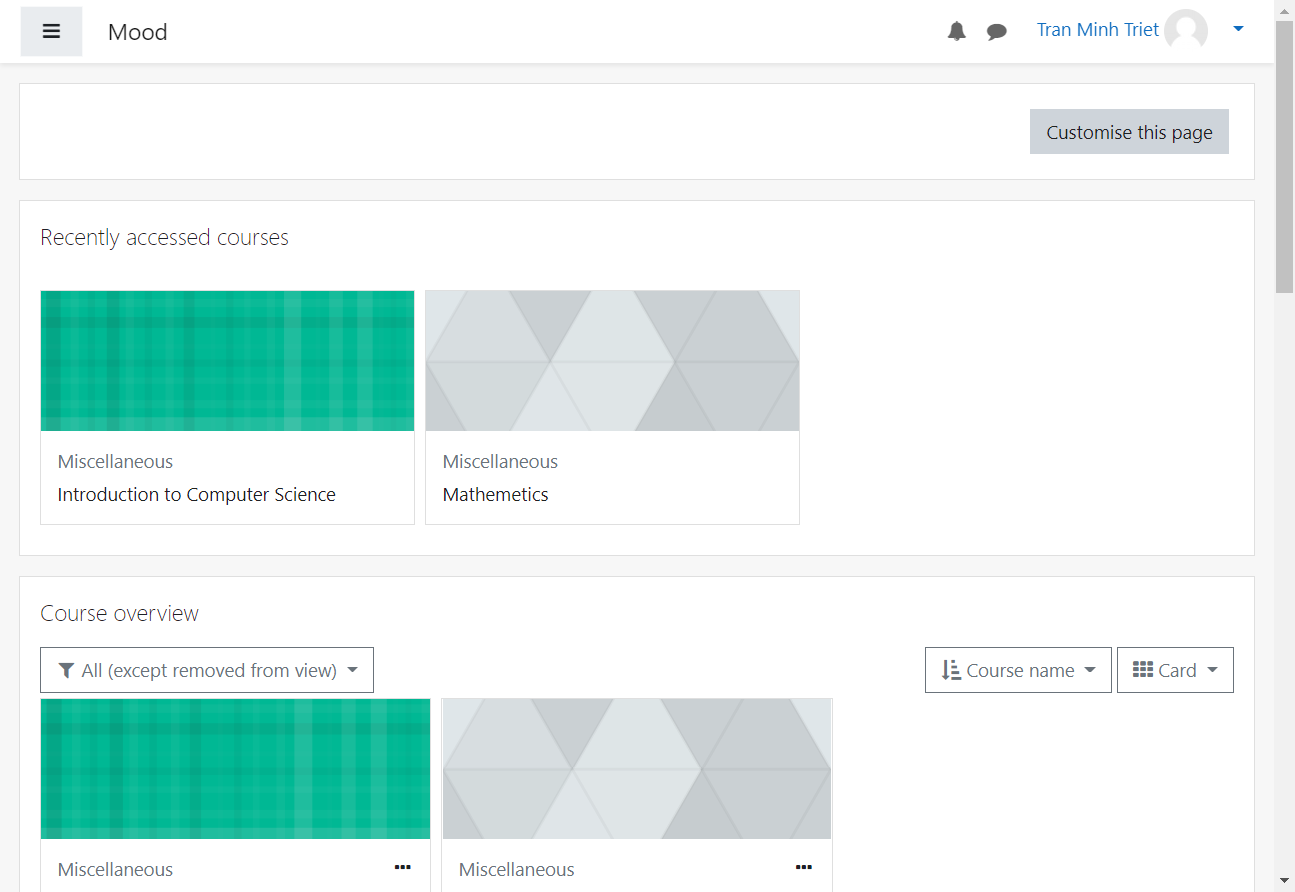 Mood
Tran Minh Triet
Customise this page
Recently accessed courses
Miscellaneous
Introduction to Computer Science
Miscellaneous
Mathemetics
Course overview
All (except removed from view)
Course name
Card
Miscellaneous
Miscellaneous